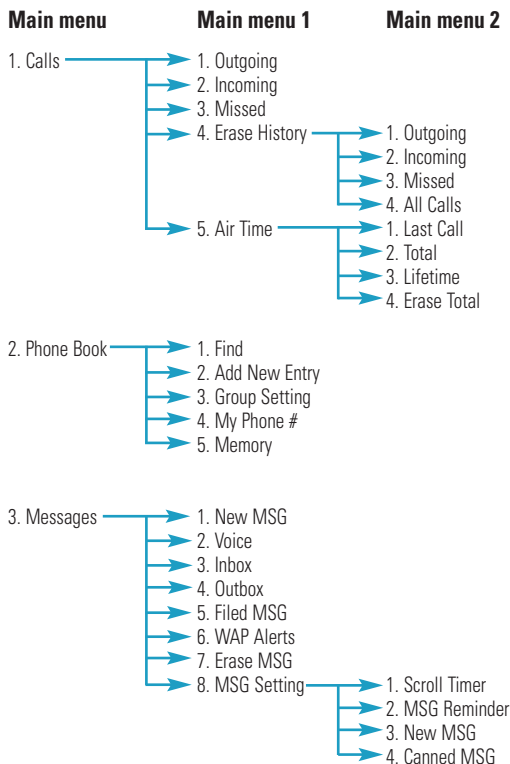 Main menu Main menu 1 Main menu 2
1. Calls 1. Outgoing
2. Incoming
3. Missed
4. Erase History 1. Outgoing
2. Incoming
3. Missed
4. All Calls
5. Air Time 1. Last Call
2. Total
3. Lifetime
4. Erase Total
2. Phone Book 1. Find
2. Add New Entry
3. Group Setting
4. My Phone #
5. Memory
3. Messages 1. New MSG
2. Voice
3. Inbox
4. Outbox
5. Filed MSG
6. WAP Alerts
7. Erase MSG
8. MSG Setting 1. Scroll Timer
2. MSG Reminder
3. New MSG
4. Canned MSG